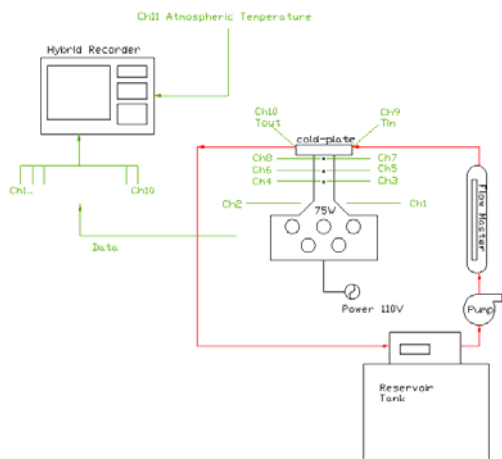 Ch11 Atmospheric Temperature
Hybrid Recorder
Ch10
Tout
Ch9
Tin
cold-plate
Ch8
Ch7
Ch6
Ch5
Ch4
Ch3
Ch2
75W
Ch1
Ch1..
Ch10
Data
Flow Master
Power 110V
Pump
Reservoir
Tank